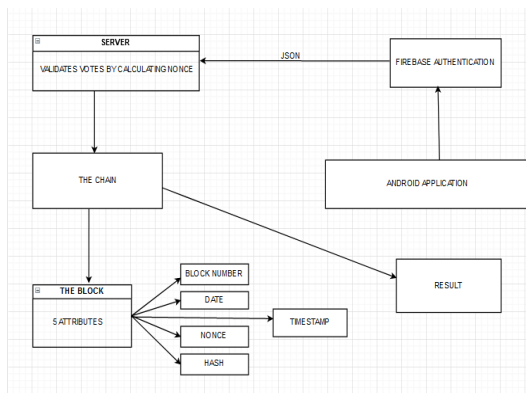 SERVER
VALIDATES VOTES BY CALCULATING NONCE
JSON
FIREBASE AUTHENTICATION
THE CHAIN
ANDROID APPLICATION
THE BLOCK
5 ATTRIBUTES
BLOCK NUMBER
DATE
TIMESTAMP
NONCE
HASH
RESULT